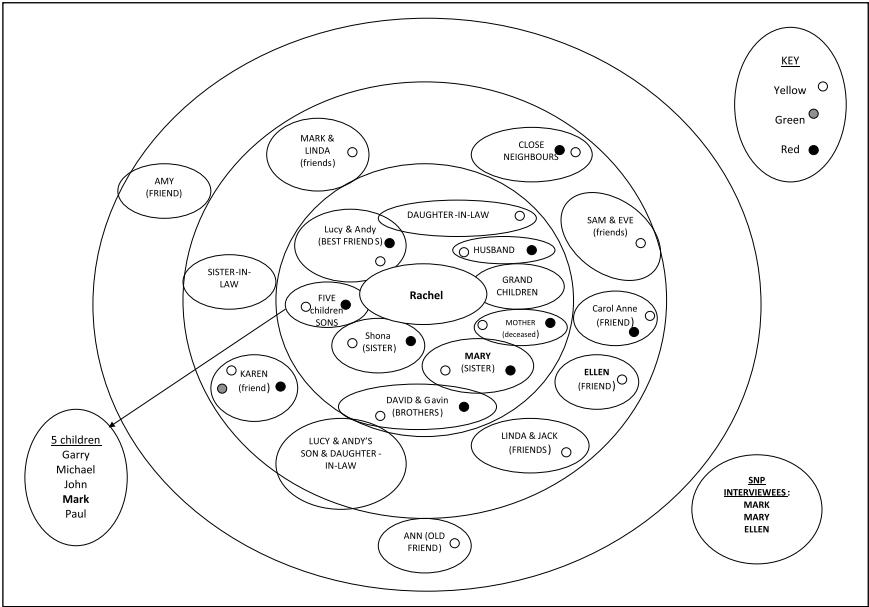 KEY
Yellow
Green
Red
MARK &
LINDA
(friends)
CLOSE
NEIGHBOURS
AMY
(FRIEND)
DAUGHTER-IN-LAW
SAM & EVE
(friends)
Lucy & Andy
(BEST FRIENDS)
HUSBAND
SISTER-IN-
LAW
GRAND
CHILDREN
Rachel
FIVE
children
SONS
Carol Anne
(FRIEND)
MOTHER
(deceased)
Shona
(SISTER)
MARY
(SISTER)
KAREN
(friend)
ELLEN
(FRIEND)
DAVID & Gavin
(BROTHERS)
5 children
Garry
Michael
John
Mark
Paul
LUCY & ANDY'S
SON & DAUGHTER -
IN-LAW
LINDA & JACK
(FRIENDS)
SNP
INTERVIEWEES:
MARK
MARY
ELLEN
ANN (OLD
FRIEND)